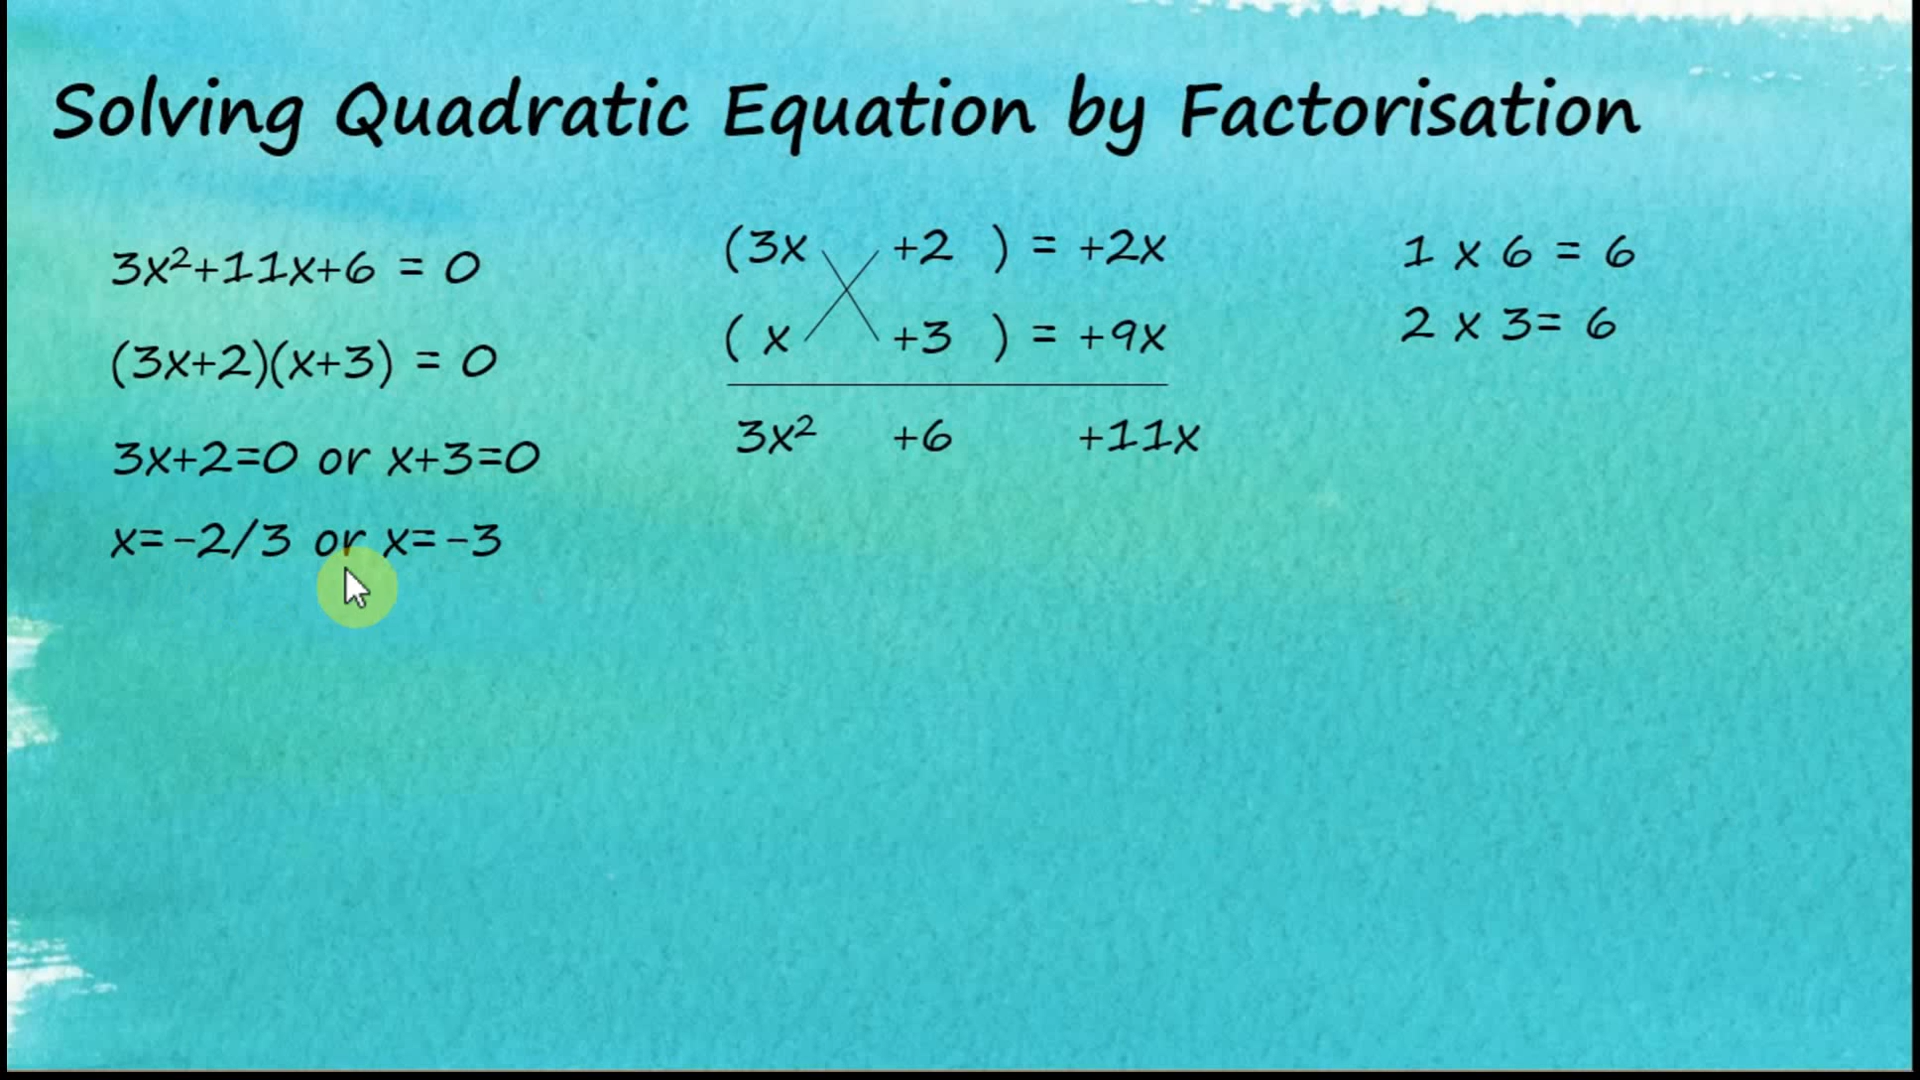 Solving Quadratic Equation by Factorisation
3x²+11x+6 = 0
(3x+2)(x+3) = 0
3x+2=0 or x+3=0
x=-2/3 or x=-3
(3x +2 ) = +2x
( x +3 ) = +9x
3x² +6 +11x
1 x 6 = 6
2 x 3= 6